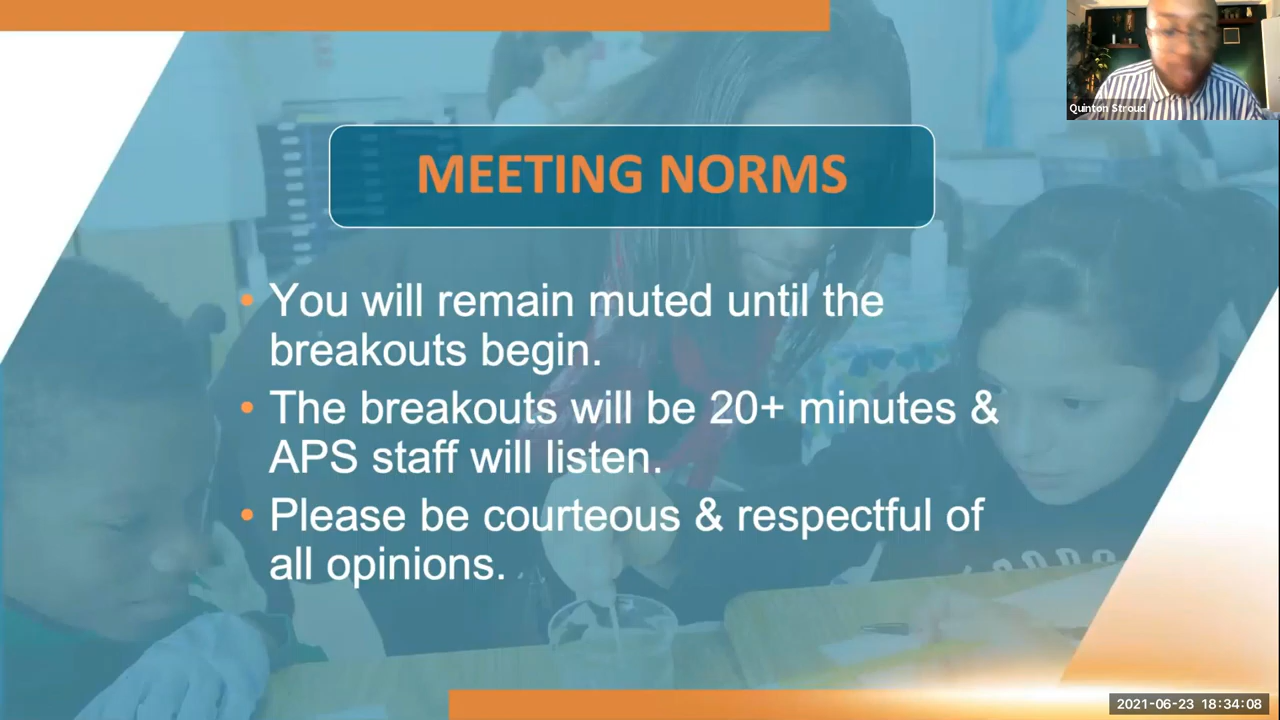 Quinton Stroud
MEETING NORMS
• You will remain muted until the
breakouts begin.
• The breakouts will be 20+ minutes &
APS staff will listen.
• Please be courteous & respectful of
all opinions.
2021-06-23 18:34:08